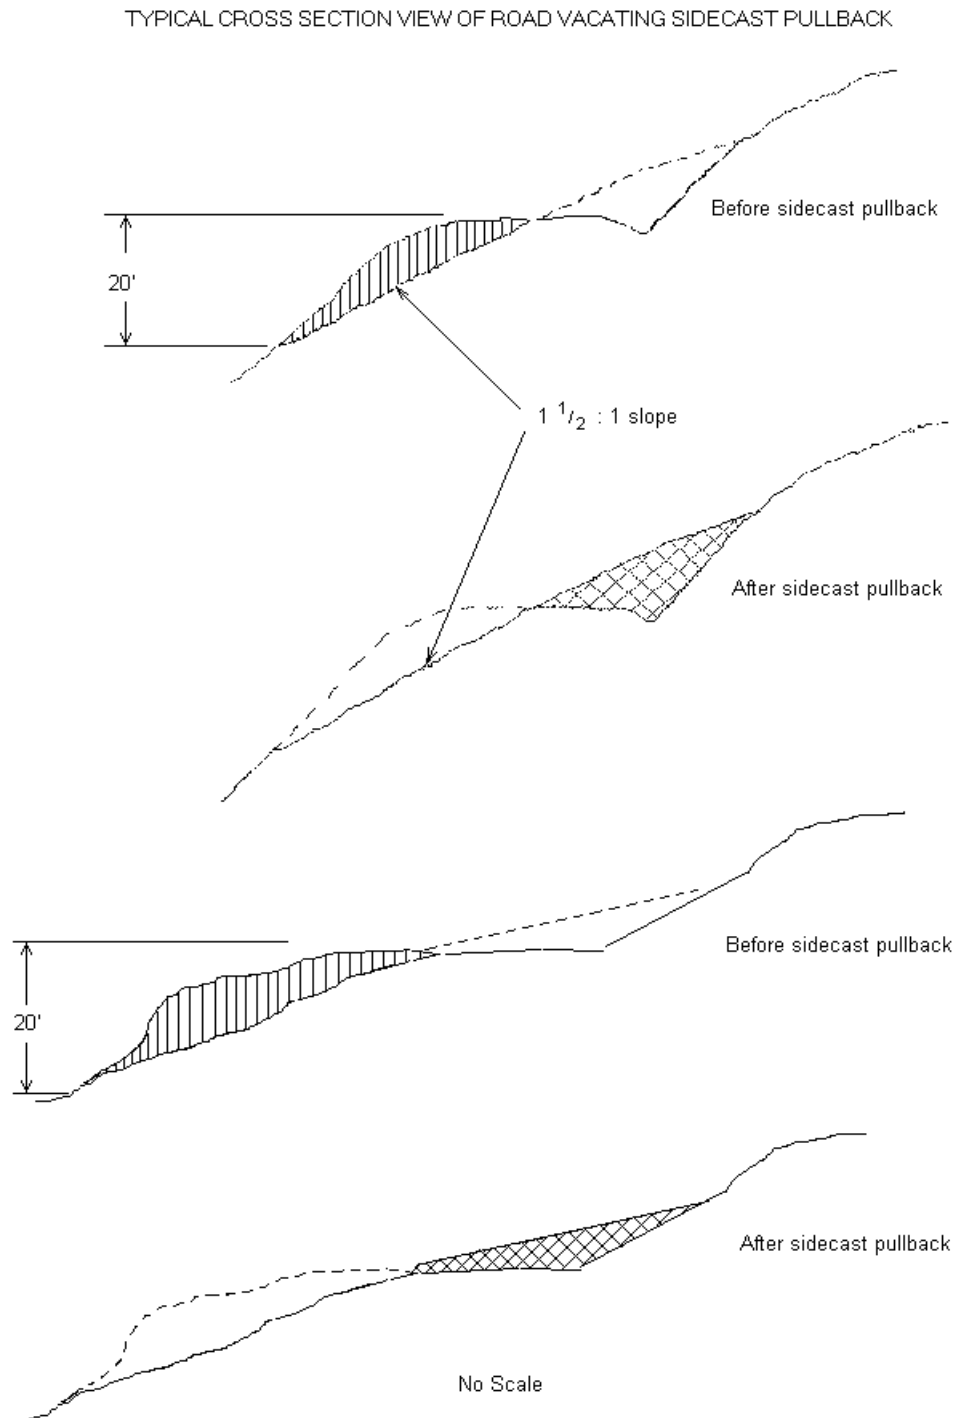 TYPICAL CROSS SECTION VIEW OF ROAD VACATING SIDECAST PULLBACK
Before sidecast pullback
20'
1 1/2 : 1 slope
After sidecast pullback
Before sidecast pullback
20'
After sidecast pullback
No Scale